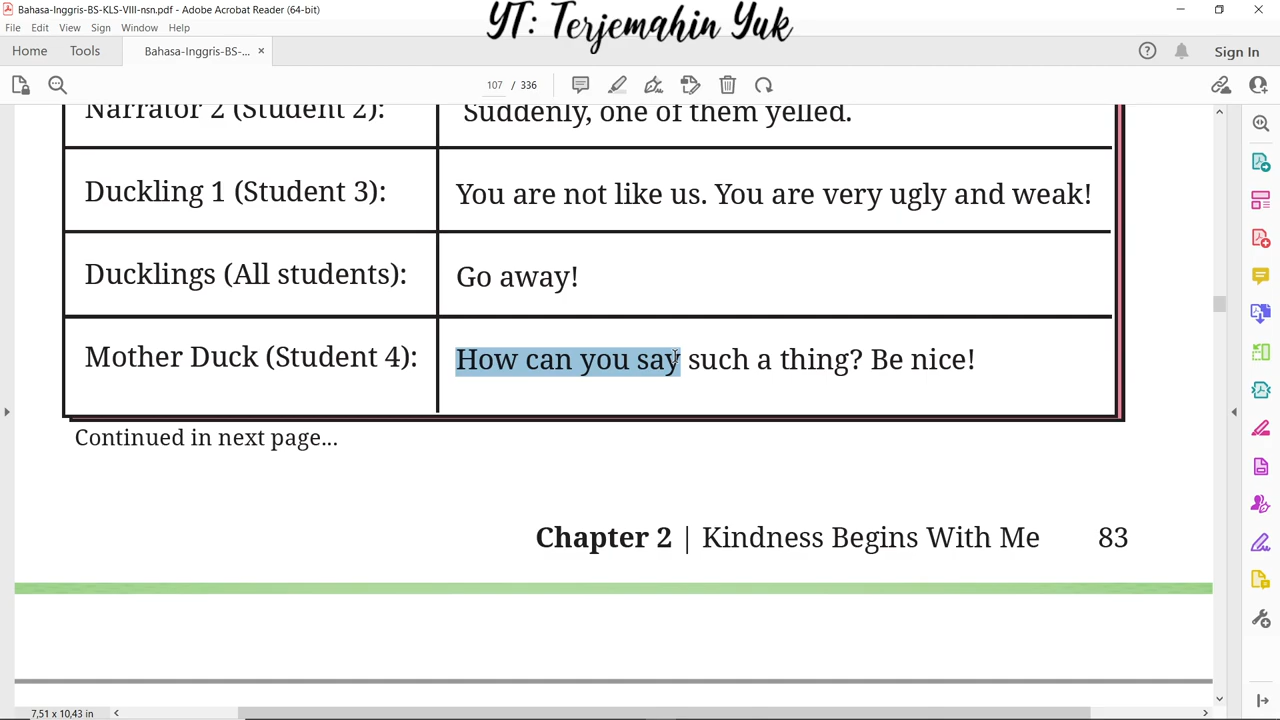 Bahasa-Inggris-BS-KLS-VIII-nsn.pdf - Adobe Acrobat Reader (64-bit)
YT: Terjemahin Yuk
File Edit View Sign Window Help
Home Tools Bahasa-Inggris-BS-... × Sign In
107 / 336
Narrator 2 (Student 2): Suddenly, one of them yelled.
Duckling 1 (Student 3): You are not like us. You are very ugly and weak!
Ducklings (All students): Go away!
Mother Duck (Student 4): How can you say such a thing? Be nice!
Continued in next page...
Chapter 2 | Kindness Begins With Me 83
7,51 x 10,43 in